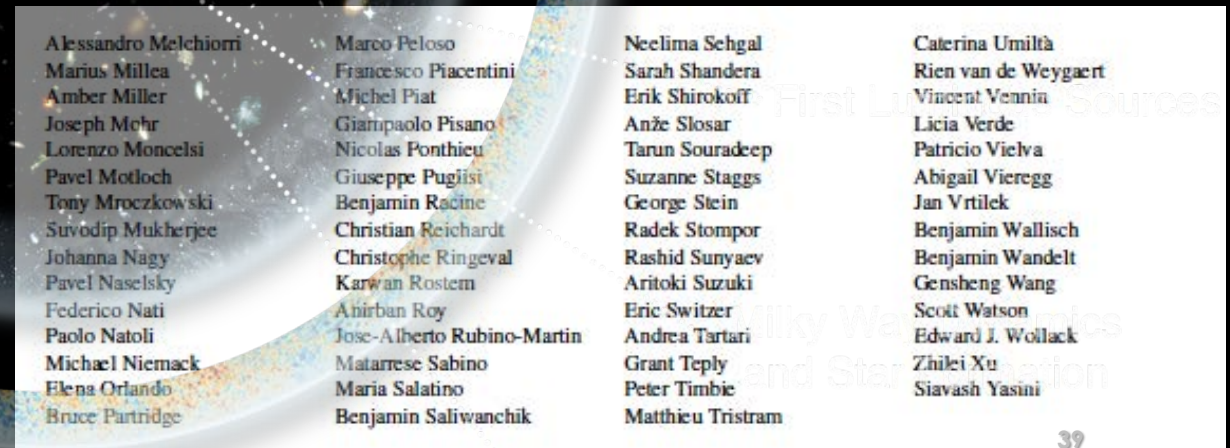 Alessandro Melchiorri
Marius Millea
Amber Miller
Joseph Mohr
Lorenzo Moncelsi
Pavel Motloch
Tony Mroczkowski
Suvodip Mukherjee
Johanna Nagy
Pavel Naselsky
Federico Nati
Paolo Natoli
Michael Niemack
Elena Orlando
Bruce Partridge
Marco Peloso
Francesco Piacentini
Michel Piat
Giampaolo Pisano
Nicolas Ponthieu
Giuseppe Puglisi
Benjamin Racine
Christian Reichardt
Christophe Ringeval
Karwan Rostem
Anirban Roy
Jose-Alberto Rubino-Martin
Matarrese Sabino
Maria Salatino
Benjamin Saliwanchik
Neelima Sehgal
Sarah Shandera
Erik Shirokoff
Anže Slosar
Tarun Souradeep
Suzanne Staggs
George Stein
Radek Stompor
Rashid Sunyaev
Aritoki Suzuki
Eric Switzer
Andrea Tartari
Grant Teply
Peter Timbie
Matthieu Tristram
Caterina Umiltà
Rien van de Weygaert
Vincent Vennin
Licia Verde
Patricio Vielva
Abigail Vieregg
Jan Vrtilek
Benjamin Wallisch
Benjamin Wandelt
Gensheng Wang
Scott Watson
Edward J. Wollack
Zhilei Xu
Siavash Yasini
First Sources
Milky Way
and Star
39